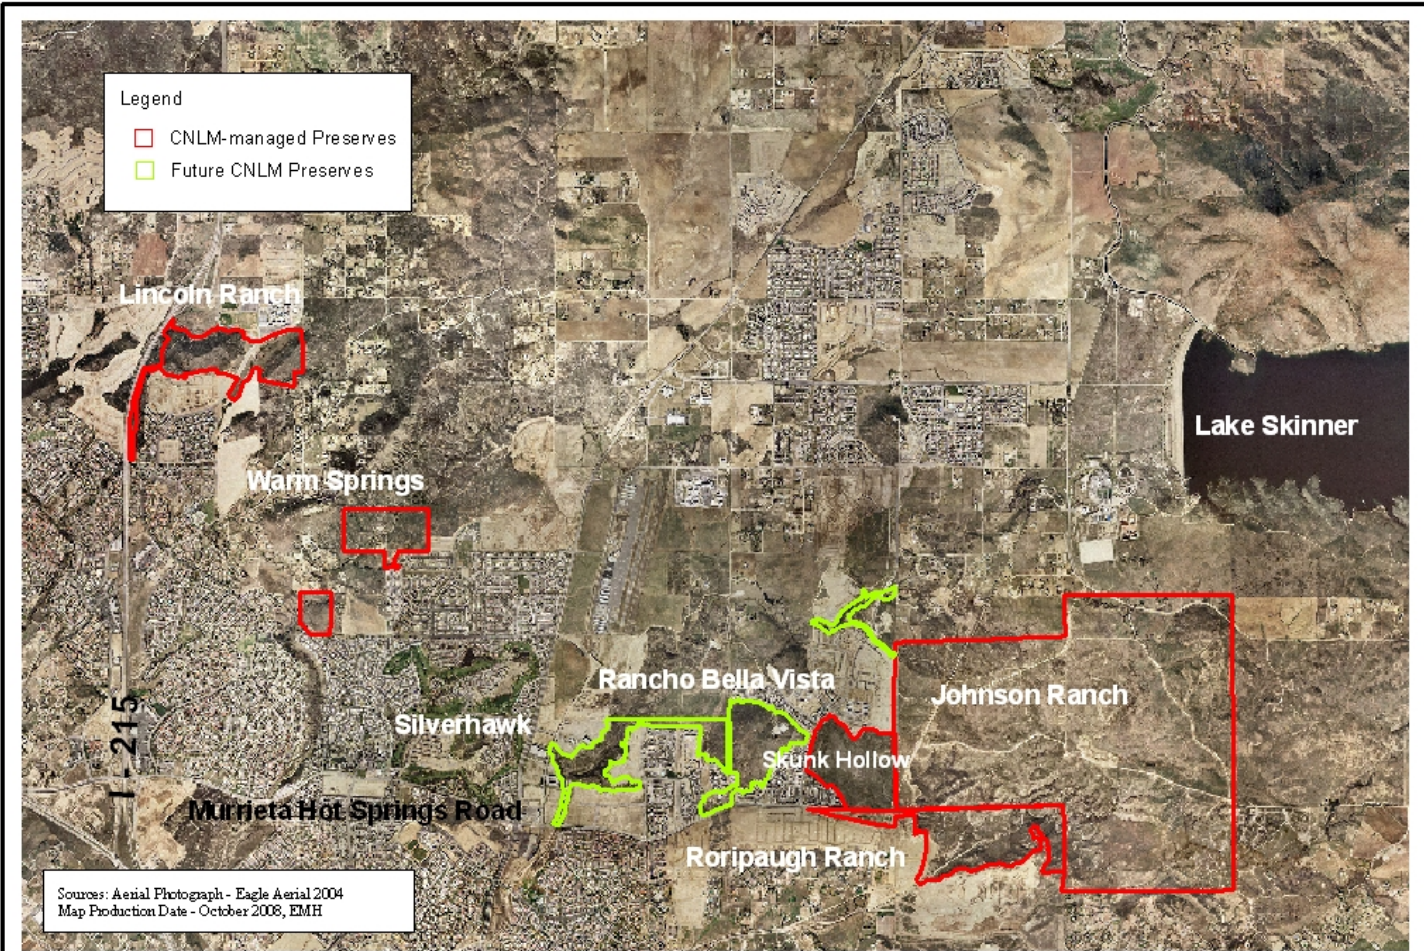 Legend
CNLM-managed Preserves
Future CNLM Preserves
Lincoln Ranch
Lake Skinner
Warm Springs
Rancho Bella Vista
Johnson Ranch
I - 215
Silverhawk
Skunk Hollow
Murrieta Hot Springs Road
Roripaugh Ranch
Sources: Aerial Photograph - Eagle Aerial 2004
Map Production Date - October 2008, EMH